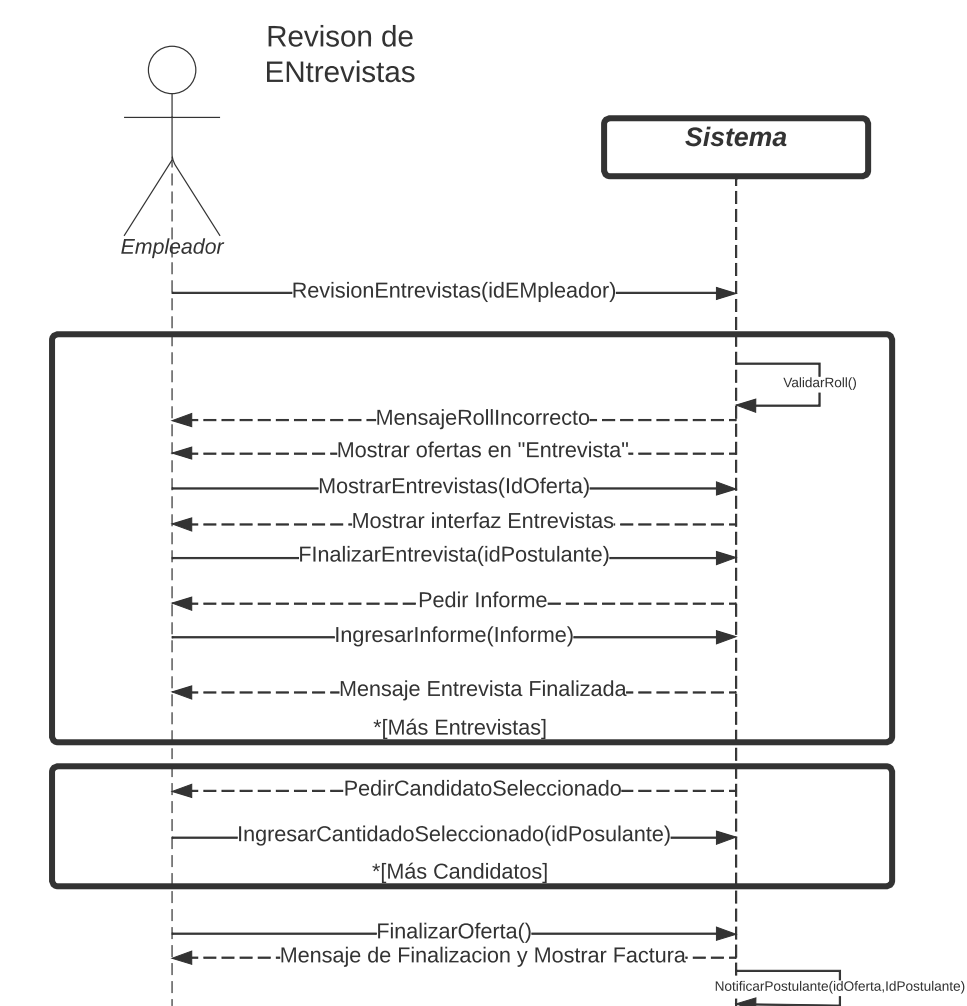 Revison de
ENtrevistas
Sistema
Empleador
RevisionEntrevistas(idEMpleador)
ValidarRoll()
MensajeRollIncorrecto
Mostrar ofertas en "Entrevista"
MostrarEntrevistas(IdOferta)
Mostrar interfaz Entrevistas
FInalizarEntrevista(idPostulante)
Pedir Informe
IngresarInforme(Informe)
Mensaje Entrevista Finalizada
*[Más Entrevistas]
PedirCandidatoSeleccionado
IngresarCantidadoSeleccionado(idPosulante)
*[Más Candidatos]
FinalizarOferta()
Mensaje de Finalizacion y Mostrar Factura
NotificarPostulante(idOferta,IdPostulante)